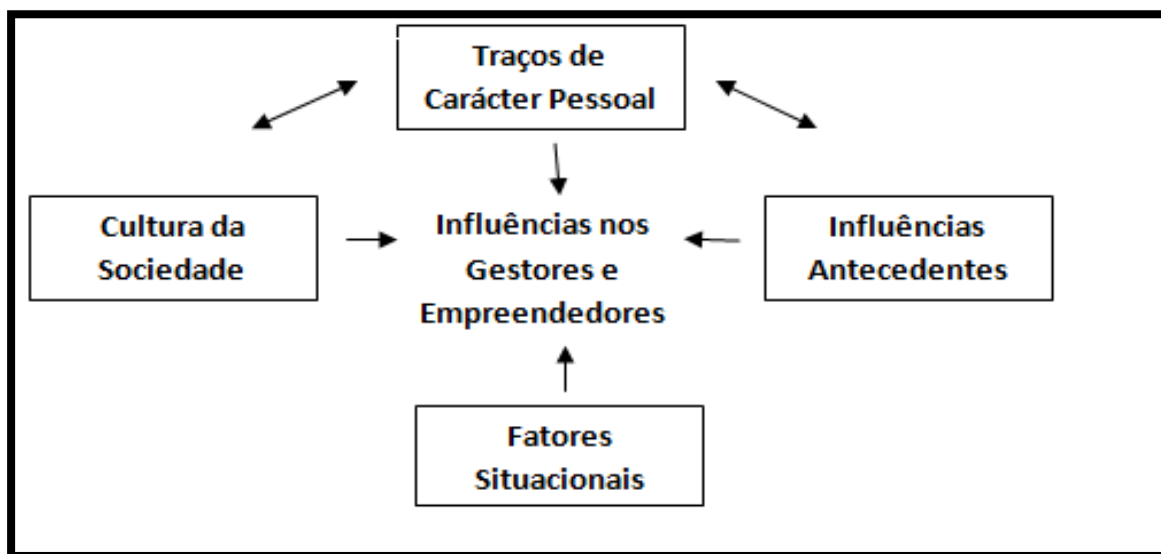 Traços de
Carácter Pessoal
Cultura da
Sociedade
Influências nos
Gestores e
Empreendedores
Influências
Antecedentes
Fatores
Situacionais